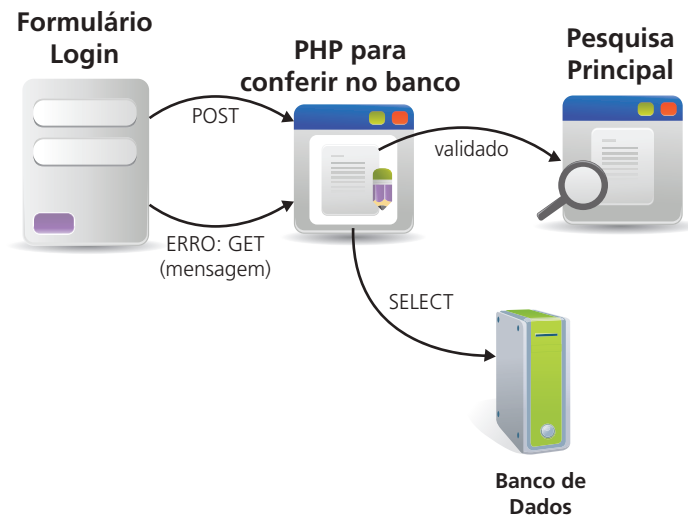 Formulário
Login
PHP para
conferir no banco
Pesquisa
Principal
POST
validado
ERRO: GET
(mensagem)
SELECT
Banco de
Dados